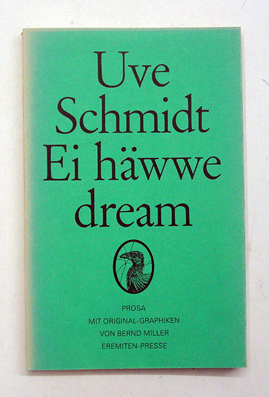 Uve
Schmidt
Ei häwwe
dream
PROSA
MIT ORIGINAL-GRAPHIKEN
VON BERND MILLER
EREMITEN-PRESSE